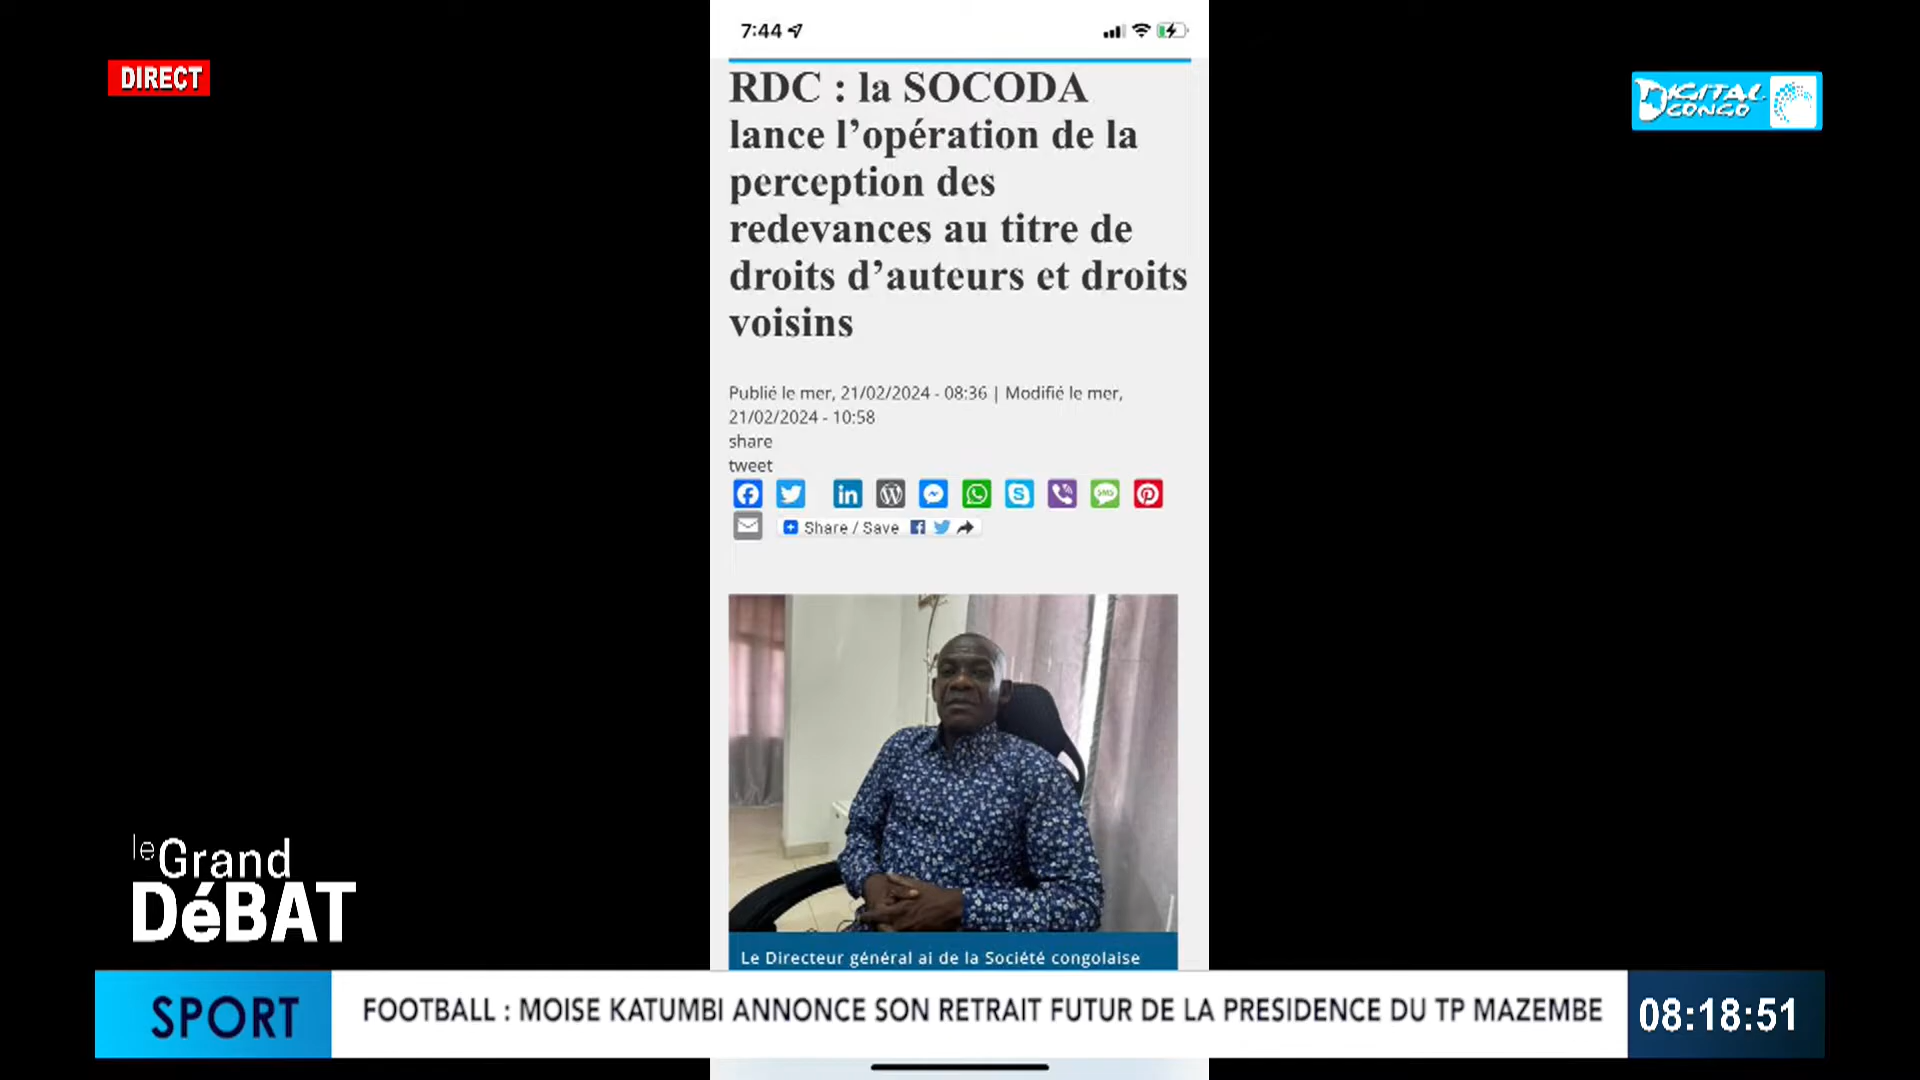 7:44
DIRECT
DIGITAL
CONGO
RDC : la SOCODA
lance l’opération de la
perception des
redevances au titre de
droits d’auteurs et droits
voisins
Publié le mer, 21/02/2024 - 08:36 | Modifié le mer,
21/02/2024 - 10:58
share
tweet
SMS
Share / Save
Le Directeur général ai de la Société congolaise
le Grand
DéBAT
SPORT
FOOTBALL : MOISE KATUMBI ANNONCE SON RETRAIT FUTUR DE LA PRESIDENCE DU TP MAZEMBE
08:18:51